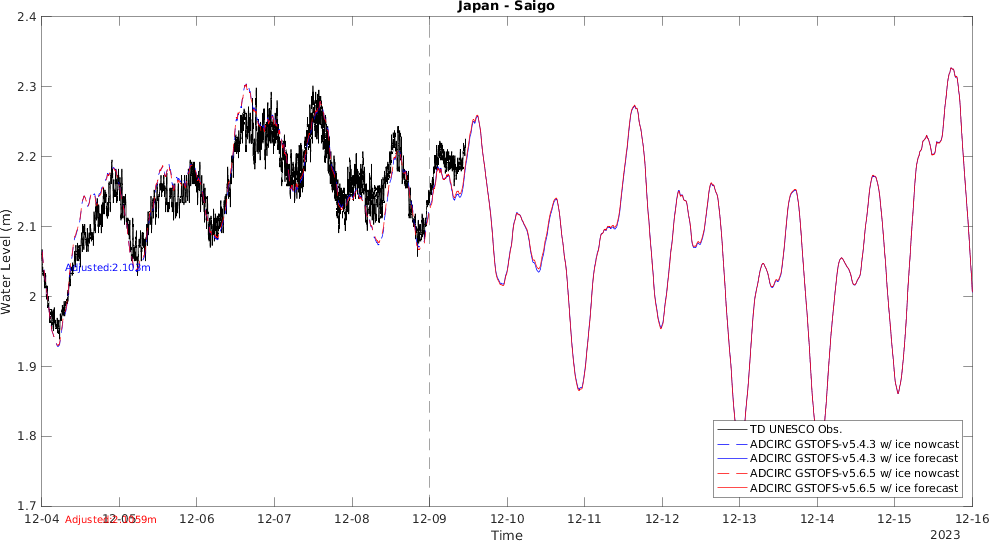 Japan - Saigo
2.4
2.3
2.2
2.1
2
1.9
1.8
1.7
Water Level (m)
Adjusted:2.103m
TD UNESCO Obs.
ADCIRC GSTOFS-v5.4.3 w/ ice nowcast
ADCIRC GSTOFS-v5.4.3 w/ ice forecast
ADCIRC GSTOFS-v5.6.5 w/ ice nowcast
ADCIRC GSTOFS-v5.6.5 w/ ice forecast
12-04 12-05 12-06 12-07 12-08 12-09 12-10 12-11 12-12 12-13 12-14 12-15 12-16
Time
2023